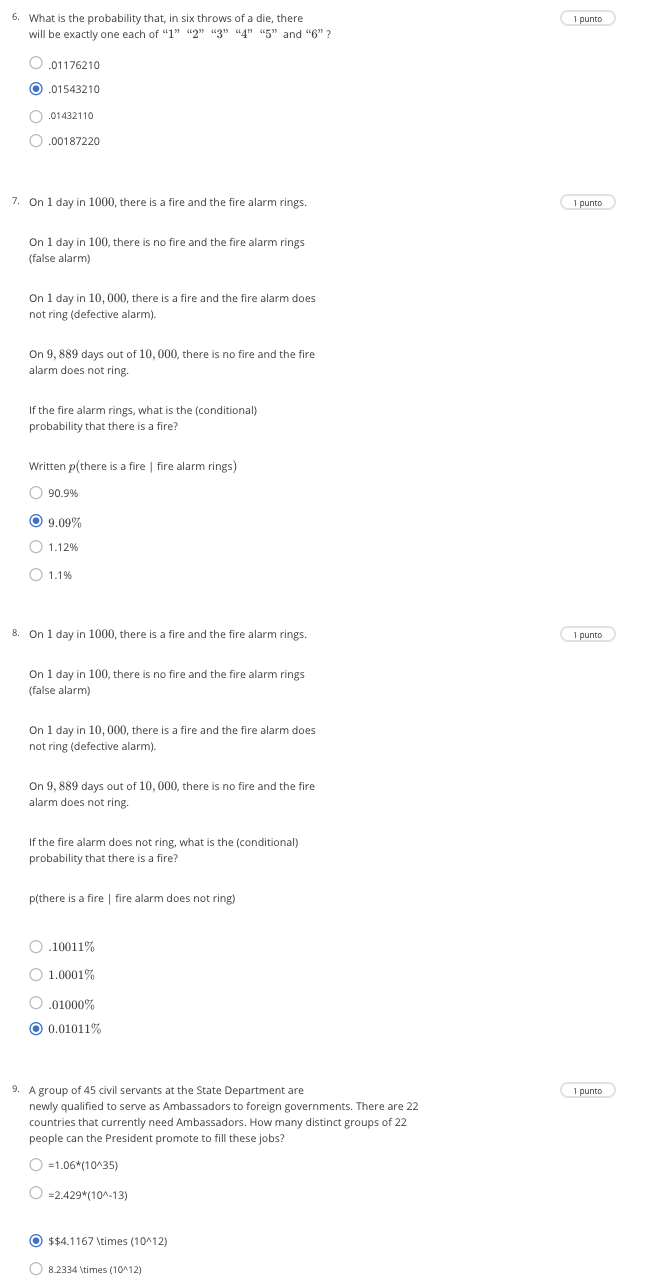 6. What is the probability that, in six throws of a die, there
1 punto
will be exactly one each of “1” “2” “3” “4” “5” and “6” ?
.01176210
.01543210
.01432110
.00187220
7. On 1 day in 1000, there is a fire and the fire alarm rings.
1 punto
On 1 day in 100, there is no fire and the fire alarm rings
(false alarm)
On 1 day in 10, 000, there is a fire and the fire alarm does
not ring (defective alarm).
On 9, 889 days out of 10, 000, there is no fire and the fire
alarm does not ring.
If the fire alarm rings, what is the (conditional)
probability that there is a fire?
Written p(there is a fire | fire alarm rings)
90.9%
9.09%
1.12%
1.1%
8. On 1 day in 1000, there is a fire and the fire alarm rings.
1 punto
On 1 day in 100, there is no fire and the fire alarm rings
(false alarm)
On 1 day in 10, 000, there is a fire and the fire alarm does
not ring (defective alarm).
On 9, 889 days out of 10, 000, there is no fire and the fire
alarm does not ring.
If the fire alarm does not ring, what is the (conditional)
probability that there is a fire?
p(there is a fire | fire alarm does not ring)
.10011%
1.0001%
.01000%
0.01011%
9. A group of 45 civil servants at the State Department are
1 punto
newly qualified to serve as Ambassadors to foreign governments. There are 22
countries that currently need Ambassadors. How many distinct groups of 22
people can the President promote to fill these jobs?
=1.06*(10^35)
=2.429*(10^-13)
$$4.1167 \times (10^12)
8.2334 \times (10^12)